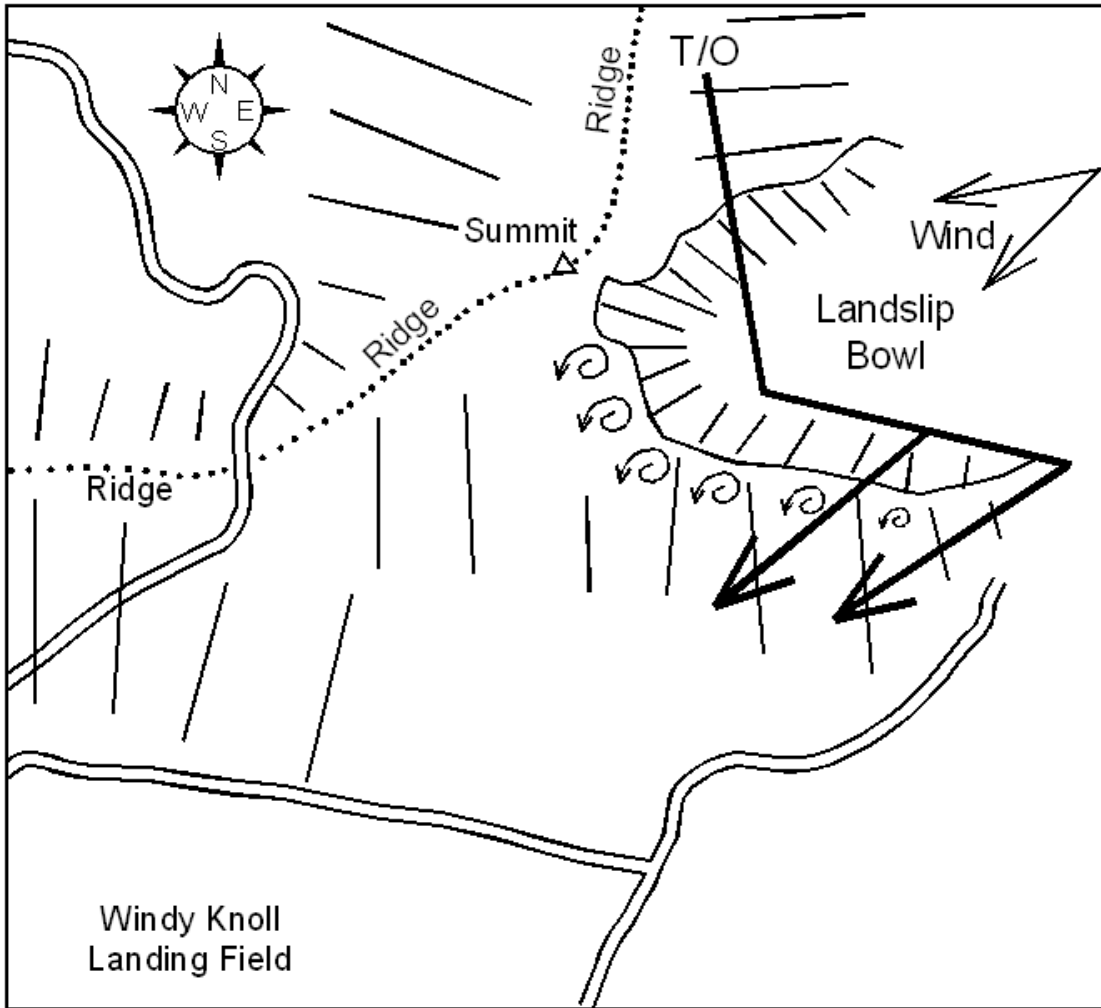 T/O
Ridge
N
W E
S
Summit
Wind
Landslip
Bowl
Ridge
Ridge
Windy Knoll
Landing Field